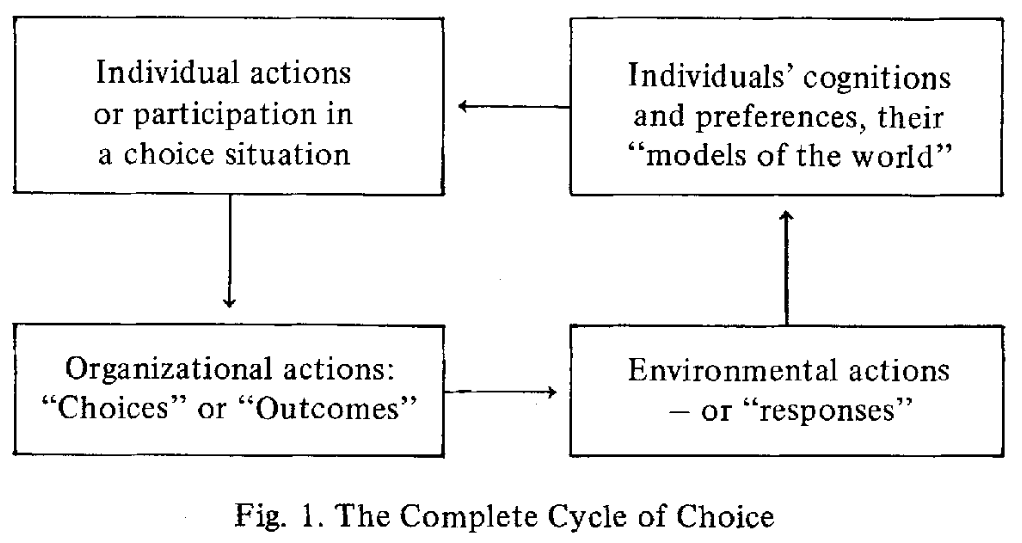 Individual actions
or participation in
a choice situation
Individuals’ cognitions
and preferences, their
“models of the world”
Organizational actions:
“Choices” or “Outcomes”
Environmental actions
– or “responses”
Fig. 1. The Complete Cycle of Choice